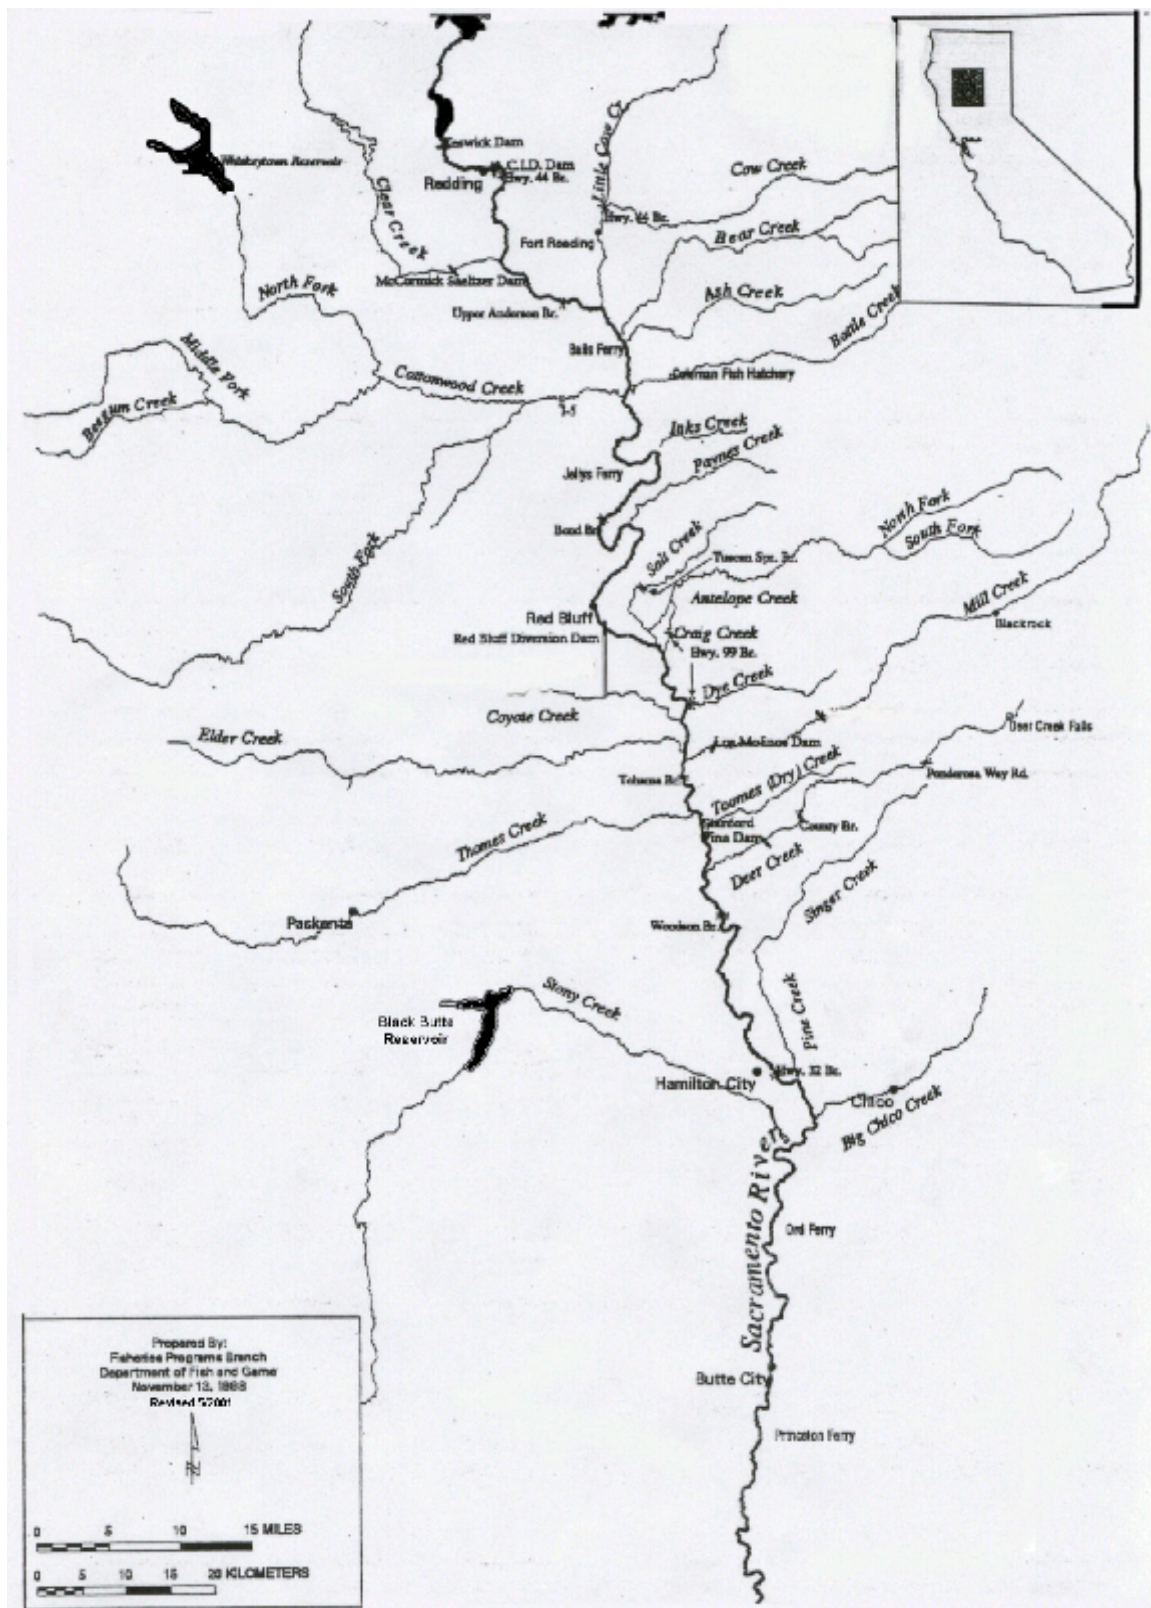 Keswick Dam
Whiskeytown Reservoir
C.I.D. Dam
Redding
Hwy. 44 Br.
Little Cow Cr
Cow Creek
Clear Creek
Hwy. 44 Br.
Bear Creek
Fort Reading
McCormick Saeltzer Dam
North Fork
Ash Creek
Upper Anderson Br.
Battle Creek
Balls Ferry
Middle Fork
Cottonwood Creek
Coleman Fish Hatchery
Beegum Creek
I-5
Inks Creek
Paynes Creek
Jellys Ferry
Bend Br.
North Fork
South Fork
Salt Creek
Tuscan Spr. Br.
South Fork
Antelope Creek
Mill Creek
Red Bluff
Blackrock
Red Bluff Diversion Dam
Craig Creek
Hwy. 99 Br.
Dye Creek
Coyote Creek
Elder Creek
Los Molinos Dam
Deer Creek Falls
Tehama Br.
Toomes (Dry) Creek
Ponderosa Way Rd.
Thomes Creek
Vina Dam
County Br.
Deer Creek
Singer Creek
Paskenta
Woodson Br.
Stony Creek
Black Butte
Reservoir
Pine Creek
Hamilton City
Hwy. 32 Br.
Chico
Big Chico Creek
Sacramento River
Ord Ferry
Butte City
Princeton Ferry
Prepared By:
Fisheries Programs Branch
Department of Fish and Game
November 13, 1998
Revised 5/2001
N
0 5 10 15 MILES
0 5 10 15 20 KILOMETERS